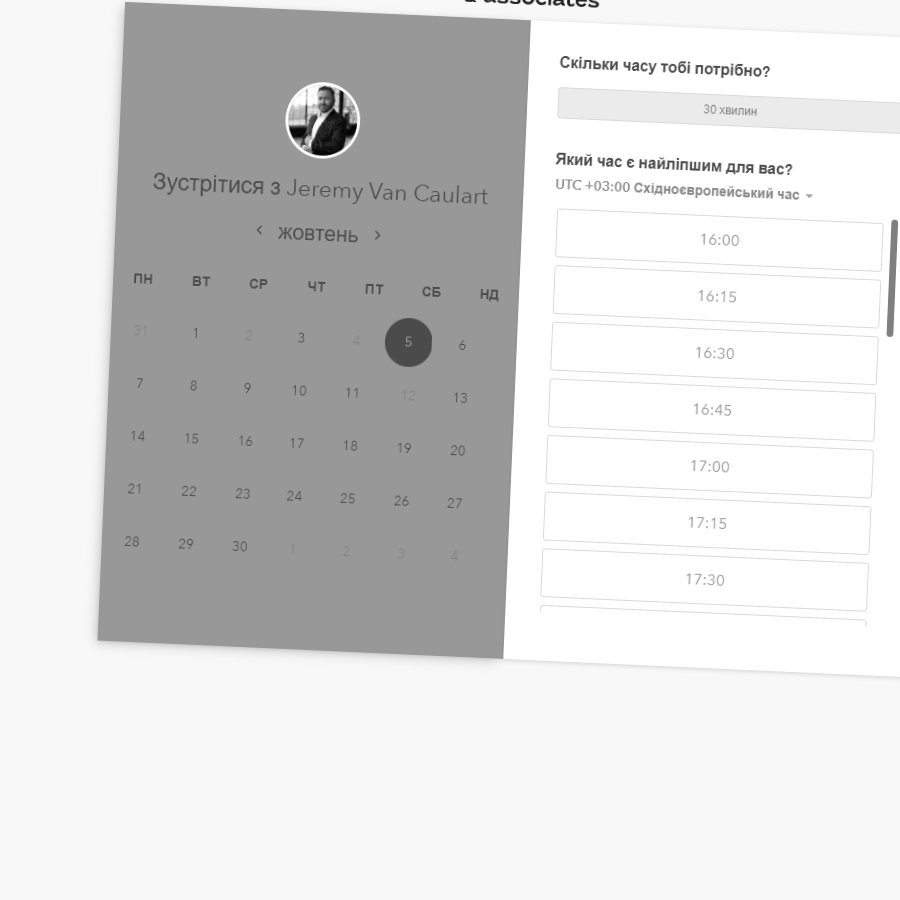 & associates
Зустрітися з Jeremy Van Caulart
жовтень
ПН ВТ СР ЧТ ПТ СБ НД
31 1 2 3 4 5 6
7 8 9 10 11 12 13
14 15 16 17 18 19 20
21 22 23 24 25 26 27
28 29 30 1 2 3 4
Скільки часу тобі потрібно?
30 хвилин
Який час є найліпшим для вас?
UTC +03:00 Східноєвропейський час
16:00
16:15
16:30
16:45
17:00
17:15
17:30